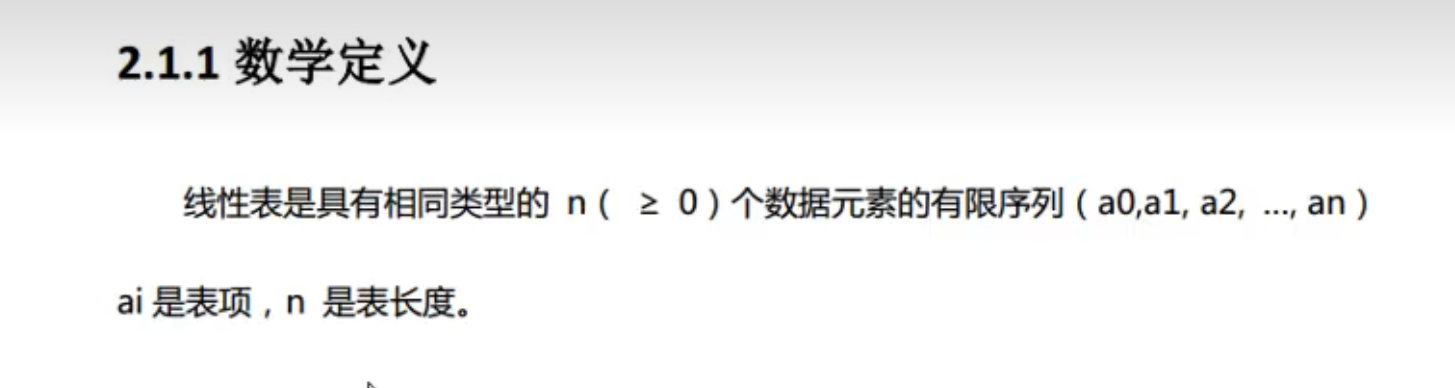 2.1.1 数学定义
线性表是具有相同类型的 n（ ≥ 0）个数据元素的有限序列（a0,a1, a2, ..., an）
ai 是表项，n 是表长度。